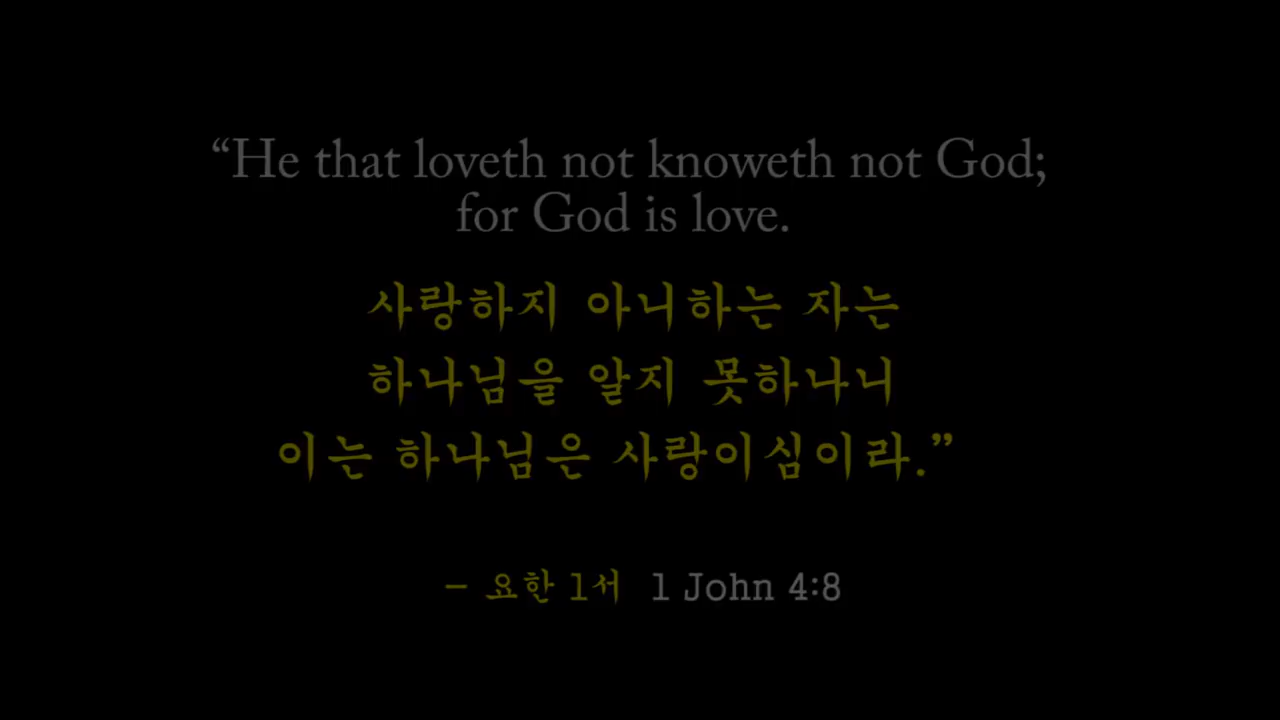 “He that loveth not knoweth not God;
for God is love.
사랑하지 아니하는 자는
하나님을 알지 못하나니
이는 하나님은 사랑이심이라.”
– 요한 1서 1 John 4:8